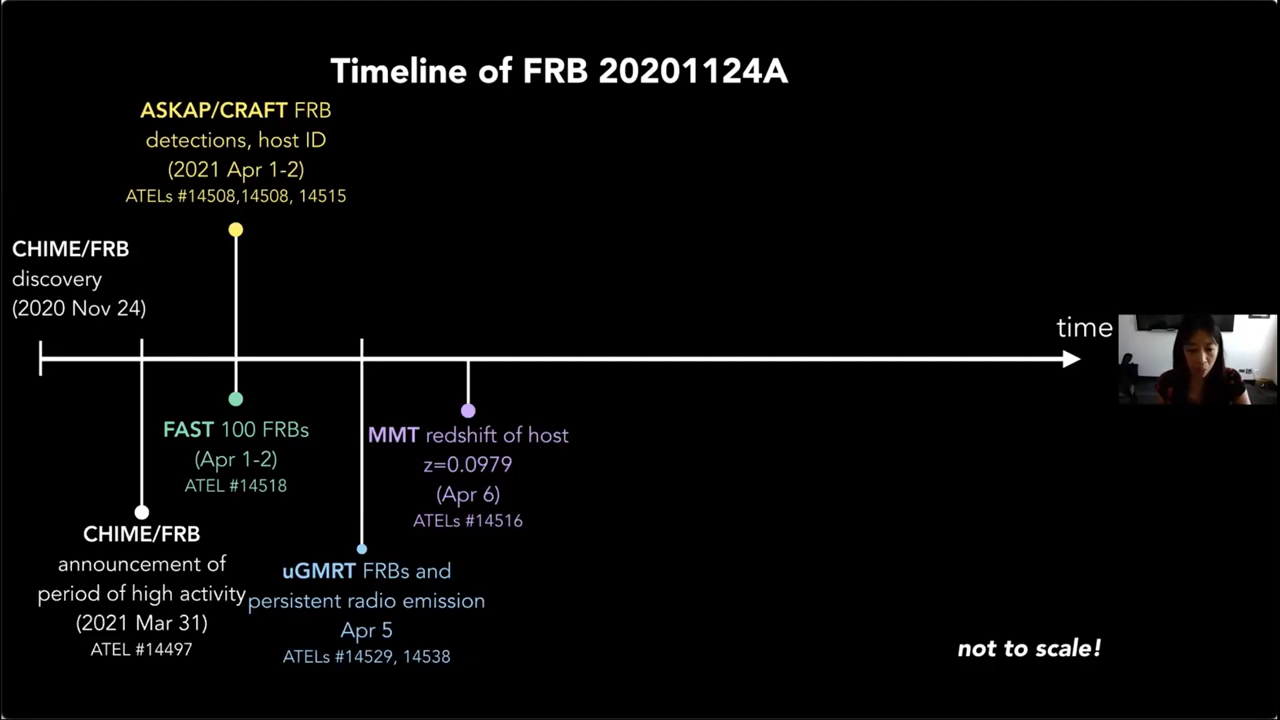 Timeline of FRB 20201124A
ASKAP/CRAFT FRB
detections, host ID
(2021 Apr 1-2)
ATELs #14508,14508, 14515
CHIME/FRB
discovery
(2020 Nov 24)
time
FAST 100 FRBs
(Apr 1-2)
ATEL #14518
MMT redshift of host
z=0.0979
(Apr 6)
ATELs #14516
CHIME/FRB
announcement of
period of high activity
(2021 Mar 31)
ATEL #14497
uGMRT FRBs and
persistent radio emission
Apr 5
ATELs #14529, 14538
not to scale!